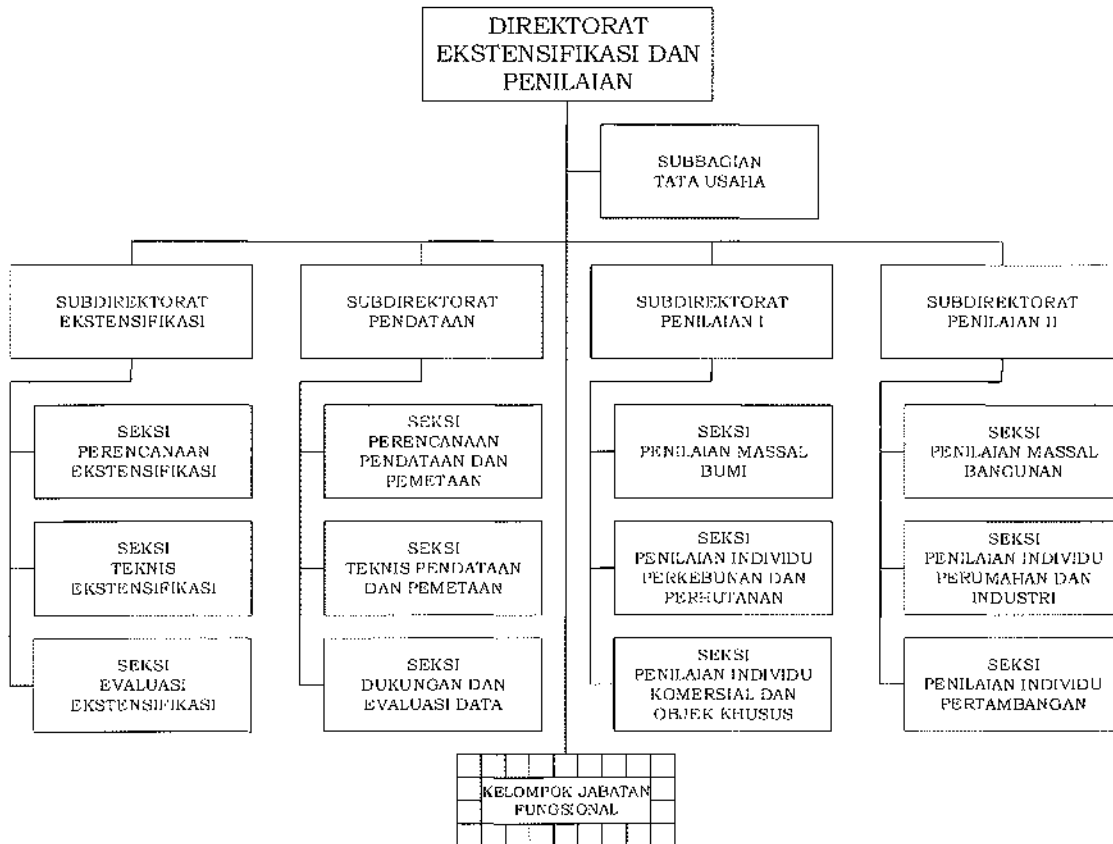 DIREKTORAT
EKSTENSIFIKASI DAN
PENILAIAN
SUBBAGIAN
TATA USAHA
SUBDIREKTORAT
EKSTENSIFIKASI
SUBDIREKTORAT
PENDATAAN
SUBDIREKTORAT
PENILAIAN I
SUBDIREKTORAT
PENILAIAN II
SEKSI
PERENCANAAN
EKSTENSIFIKASI
SEKSI
PERENCANAAN
PENDATAAN DAN
PEMETAAN
SEKSI
PENILAIAN MASSAL
BUMI
SEKSI
PENILAIAN MASSAL
BANGUNAN
SEKSI
TEKNIS
EKSTENSIFIKASI
SEKSI
TEKNIS PENDATAAN
DAN PEMETAAN
SEKSI
PENILAIAN INDIVIDU
PERKEBUNAN DAN
PERHUTANAN
SEKSI
PENILAIAN INDIVIDU
PERUMAHAN DAN
INDUSTRI
SEKSI
EVALUASI
EKSTENSIFIKASI
SEKSI
DUKUNGAN DAN
EVALUASI DATA
SEKSI
PENILAIAN INDIVIDU
KOMERSIAL DAN
OBJEK KHUSUS
SEKSI
PENILAIAN INDIVIDU
PERTAMBANGAN
KELOMPOK JABATAN
FUNGSIONAL